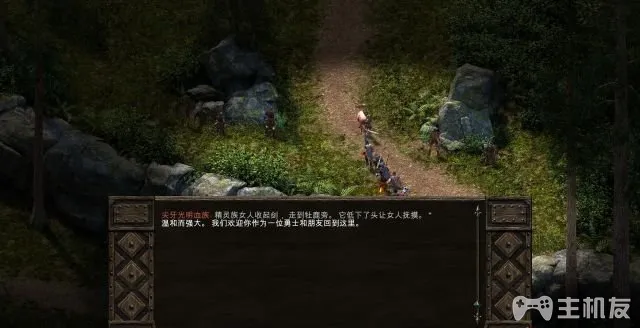 尖牙光明血族 精灵族女人收起剑，走到牡鹿旁。它低下了头让女人抚摸。"
温和而强大。我们欢迎你作为一位勇士和朋友回到这里。
主机友